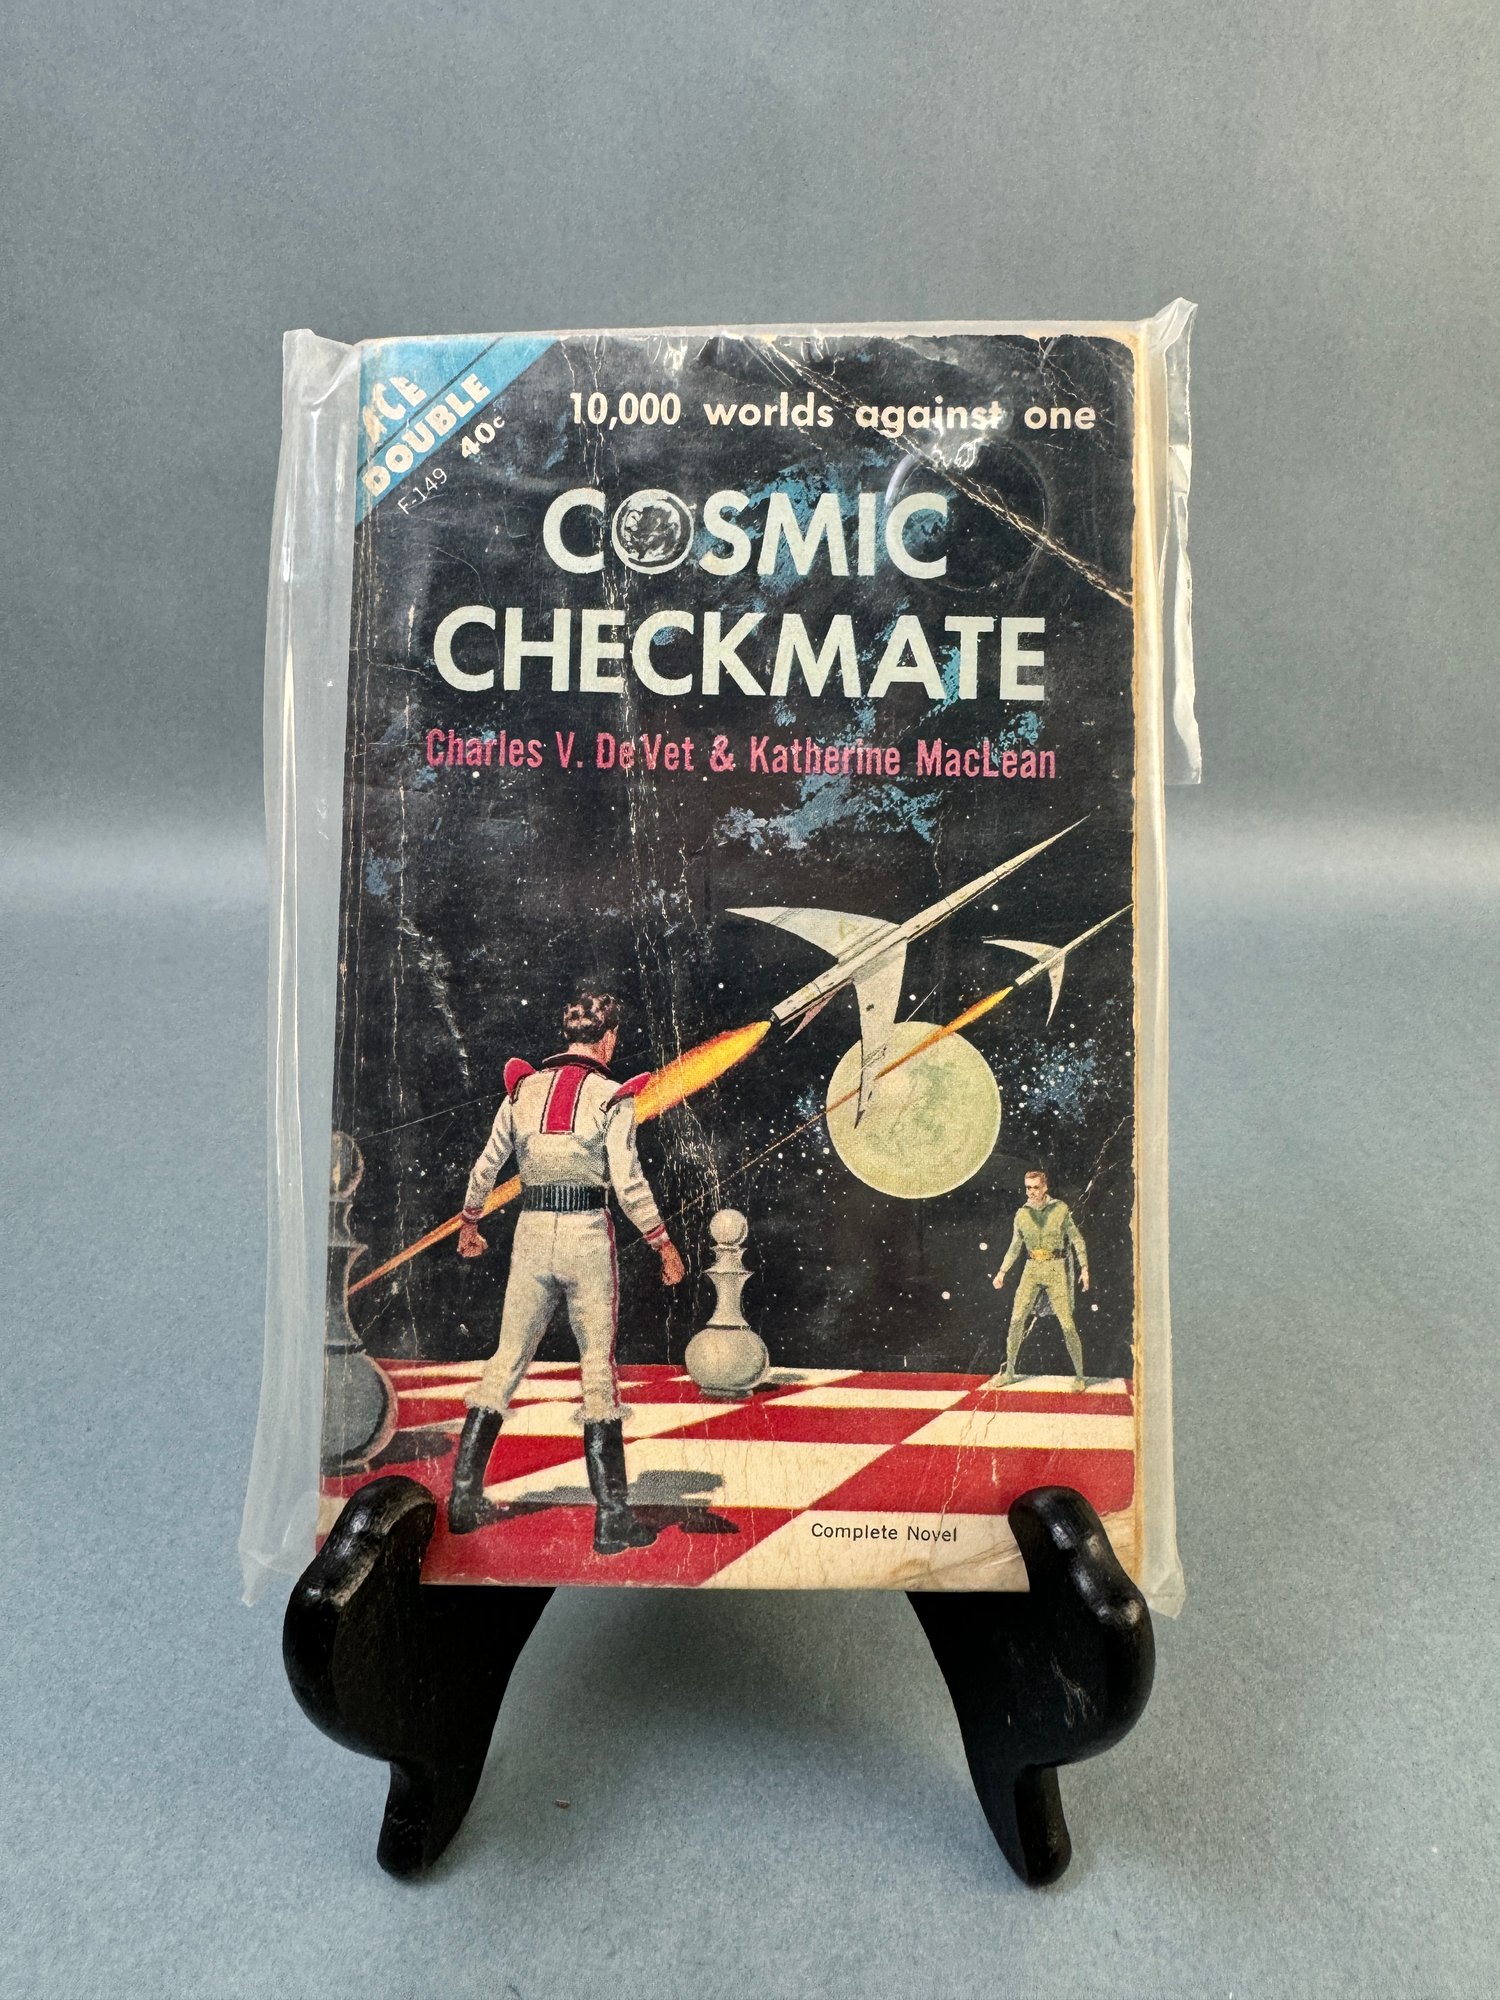 ACE
DOUBLE
F-149 40¢
10,000 worlds against one
COSMIC
CHECKMATE
Charles V. De Vet & Katherine MacLean
Complete Novel